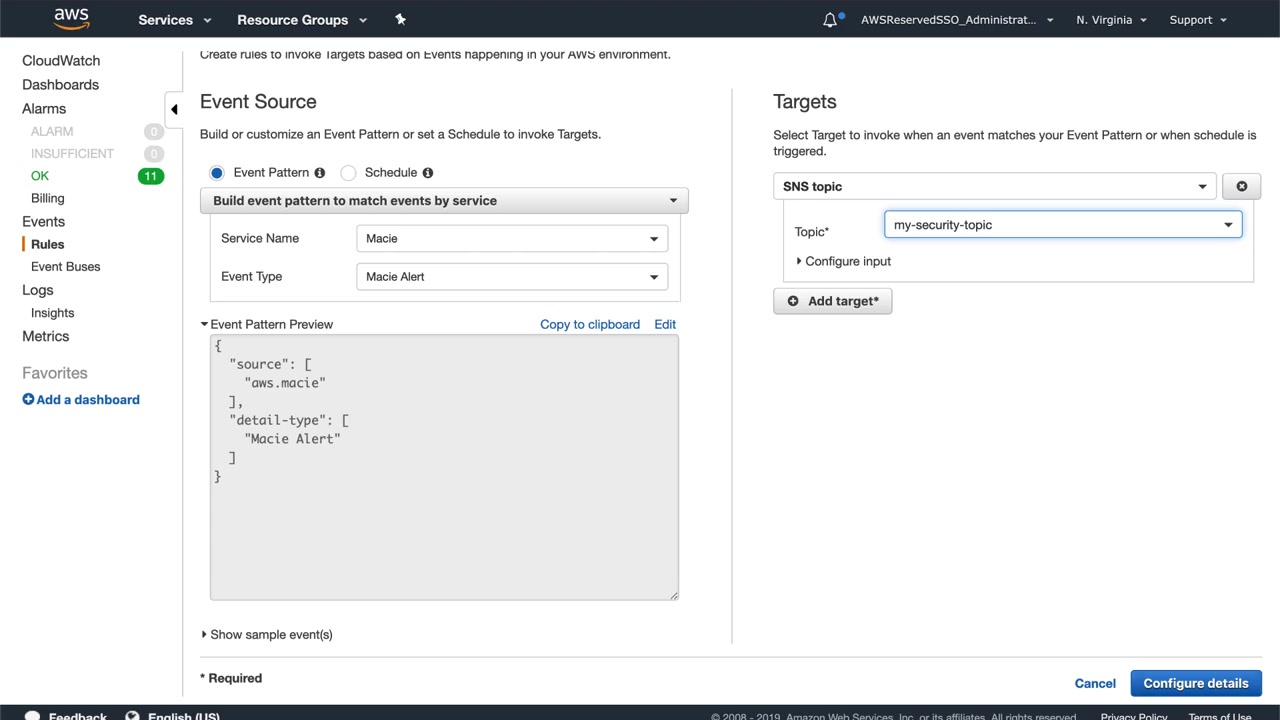 aws
Services
Resource Groups
AWSReservedSSO_Administrat...
N. Virginia
Support
CloudWatch
Dashboards
Alarms
ALARM 0
INSUFFICIENT 0
OK 11
Billing
Events
Rules
Event Buses
Logs
Insights
Metrics
Favorites
Add a dashboard
Create rules to invoke Targets based on Events happening in your AWS environment.
Event Source
Build or customize an Event Pattern or set a Schedule to invoke Targets.
Event Pattern
Schedule
Build event pattern to match events by service
Service Name
Macie
Event Type
Macie Alert
Event Pattern Preview
Copy to clipboard
Edit
{
"source": [
"aws.macie"
],
"detail-type": [
"Macie Alert"
]
}
Show sample event(s)
* Required
Targets
Select Target to invoke when an event matches your Event Pattern or when schedule is
triggered.
SNS topic
Topic*
my-security-topic
Configure input
Add target*
Cancel
Configure details
Feedback
English (US)
© 2008 - 2019, Amazon Web Services, Inc. or its affiliates. All rights reserved.
Privacy Policy
Terms of Use